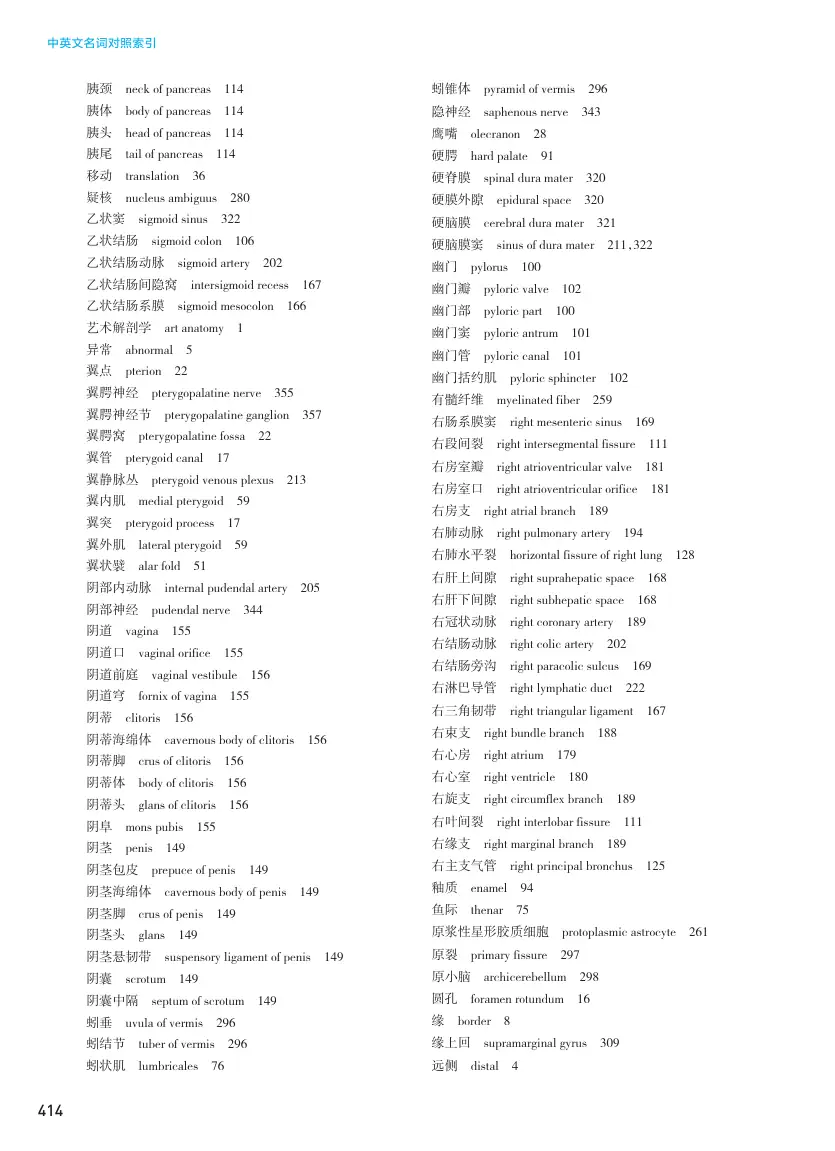 中英文名词对照索引
胰颈 neck of pancreas 114
胰体 body of pancreas 114
胰头 head of pancreas 114
胰尾 tail of pancreas 114
移动 translation 36
疑核 nucleus ambiguus 280
乙状窦 sigmoid sinus 322
乙状结肠 sigmoid colon 106
乙状结肠动脉 sigmoid artery 202
乙状结肠间隐窝 intersigmoid recess 167
乙状结肠系膜 sigmoid mesocolon 166
艺术解剖学 art anatomy 1
异常 abnormal 5
翼点 pterion 22
翼腭神经 pterygopalatine nerve 355
翼腭神经节 pterygopalatine ganglion 357
翼腭窝 pterygopalatine fossa 22
翼管 pterygoid canal 17
翼静脉丛 pterygoid venous plexus 213
翼内肌 medial pterygoid 59
翼突 pterygoid process 17
翼外肌 lateral pterygoid 59
翼状襞 alar fold 51
阴部内动脉 internal pudendal artery 205
阴部神经 pudendal nerve 344
阴道 vagina 155
阴道口 vaginal orifice 155
阴道前庭 vaginal vestibule 156
阴道穹 fornix of vagina 155
阴蒂 clitoris 156
阴蒂海绵体 cavernous body of clitoris 156
阴蒂脚 crus of clitoris 156
阴蒂体 body of clitoris 156
阴蒂头 glans of clitoris 156
阴阜 mons pubis 155
阴茎 penis 149
阴茎包皮 prepuce of penis 149
阴茎海绵体 cavernous body of penis 149
阴茎脚 crus of penis 149
阴茎头 glans 149
阴茎悬韧带 suspensory ligament of penis 149
阴囊 scrotum 149
阴囊中隔 septum of scrotum 149
蚓垂 uvula of vermis 296
蚓结节 tuber of vermis 296
蚓状肌 lumbricales 76
蚓锥体 pyramid of vermis 296
隐神经 saphenous nerve 343
鹰嘴 olecranon 28
硬腭 hard palate 91
硬脊膜 spinal dura mater 320
硬膜外隙 epidural space 320
硬脑膜 cerebral dura mater 321
硬脑膜窦 sinus of dura mater 211,322
幽门 pylorus 100
幽门瓣 pyloric valve 102
幽门部 pyloric part 100
幽门窦 pyloric antrum 101
幽门管 pyloric canal 101
幽门括约肌 pyloric sphincter 102
有髓纤维 myelinated fiber 259
右肠系膜窦 right mesenteric sinus 169
右段间裂 right intersegmental fissure 111
右房室瓣 right atrioventricular valve 181
右房室口 right atrioventricular orifice 181
右房支 right atrial branch 189
右肺动脉 right pulmonary artery 194
右肺水平裂 horizontal fissure of right lung 128
右肝上间隙 right suprahepatic space 168
右肝下间隙 right subhepatic space 168
右冠状动脉 right coronary artery 189
右结肠动脉 right colic artery 202
右结肠旁沟 right paracolic sulcus 169
右淋巴导管 right lymphatic duct 222
右三角韧带 right triangular ligament 167
右束支 right bundle branch 188
右心房 right atrium 179
右心室 right ventricle 180
右旋支 right circumflex branch 189
右叶间裂 right interlobar fissure 111
右缘支 right marginal branch 189
右主支气管 right principal bronchus 125
釉质 enamel 94
鱼际 thenar 75
原浆性星形胶质细胞 protoplasmic astrocyte 261
原裂 primary fissure 297
原小脑 archicerebellum 298
圆孔 foramen rotundum 16
缘 border 8
缘上回 supramarginal gyrus 309
远侧 distal 4
414